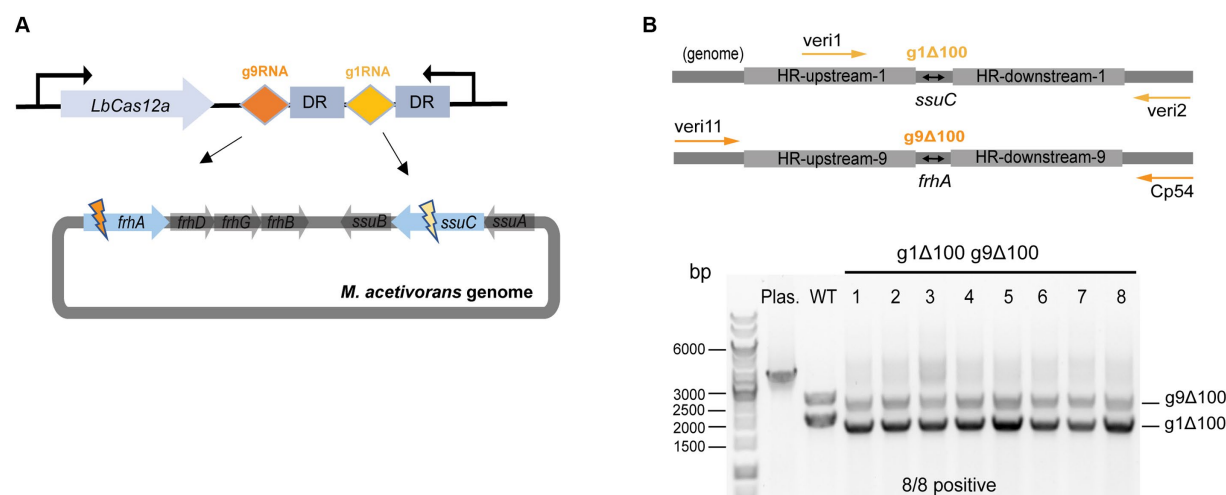 A
g9RNA
g1RNA
LbCas12a
DR
DR
frhA
frhD
frhG
frhB
ssuB
ssuC
ssuA
M. acetivorans genome
B
(genome)
veri1
g1Δ100
HR-upstream-1
HR-downstream-1
ssuC
veri2
veri11
g9Δ100
HR-upstream-9
HR-downstream-9
frhA
Cp54
g1Δ100 g9Δ100
bp
Plas. WT 1 2 3 4 5 6 7 8
6000
3000
2500
2000
1500
g9Δ100
g1Δ100
8/8 positive